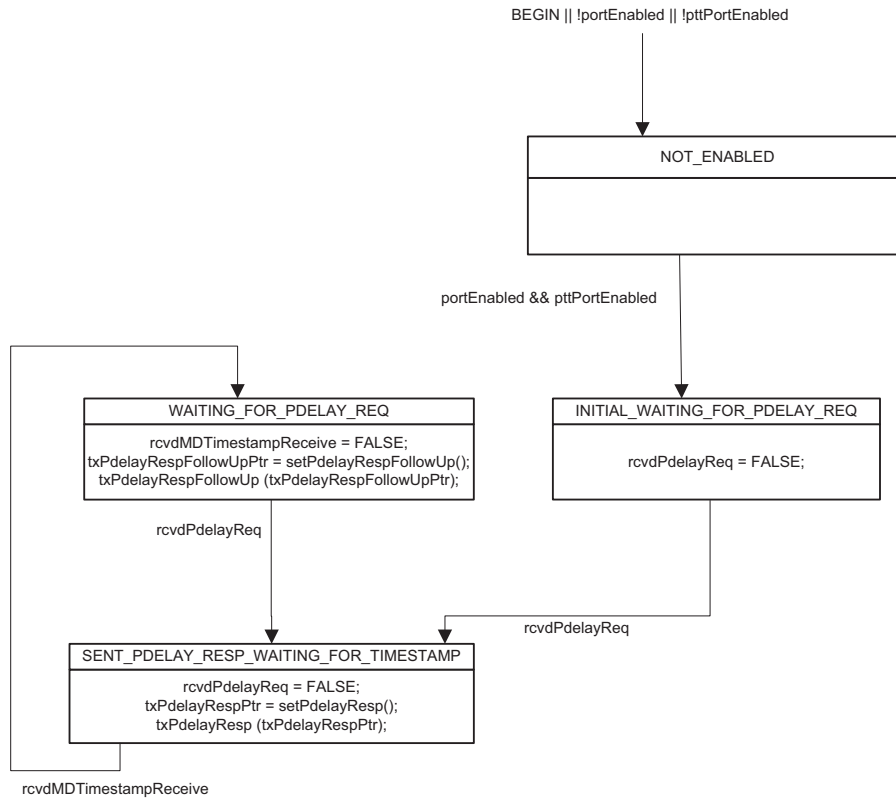 BEGIN || !portEnabled || !pttPortEnabled
NOT_ENABLED
portEnabled && pttPortEnabled
WAITING_FOR_PDELAY_REQ
rcvdMDTimestampReceive = FALSE;
txPdelayRespFollowUpPtr = setPdelayRespFollowUp();
txPdelayRespFollowUp (txPdelayRespFollowUpPtr);
INITIAL_WAITING_FOR_PDELAY_REQ
rcvdPdelayReq = FALSE;
rcvdPdelayReq
rcvdPdelayReq
SENT_PDELAY_RESP_WAITING_FOR_TIMESTAMP
rcvdPdelayReq = FALSE;
txPdelayRespPtr = setPdelayResp();
txPdelayResp (txPdelayRespPtr);
rcvdMDTimestampReceive